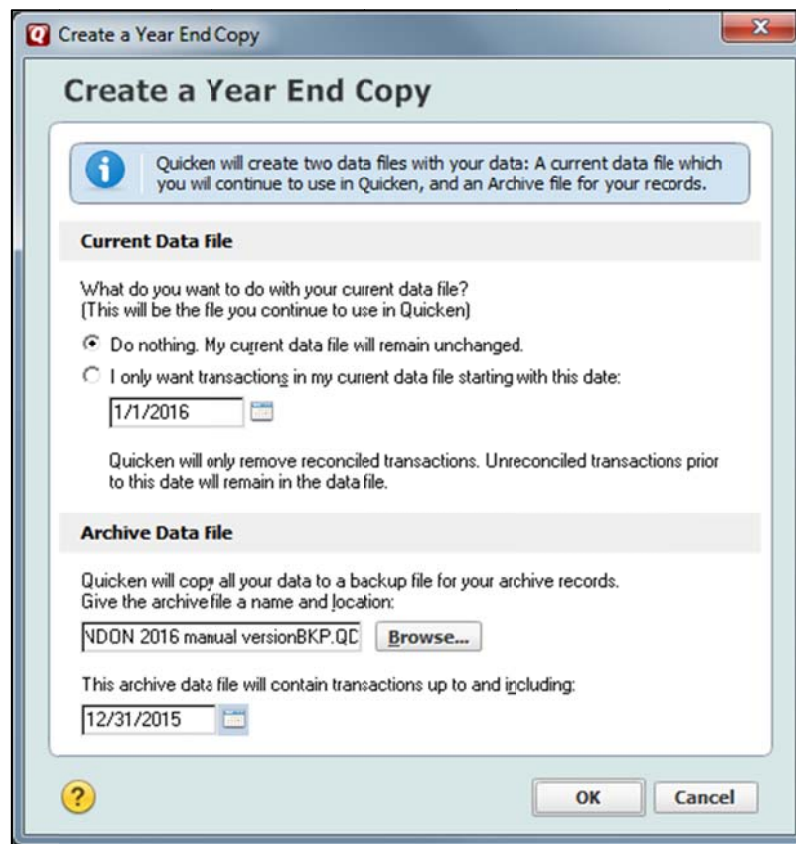 Create a Year End Copy
Create a Year End Copy
Quicken will create two data files with your data: A current data file which
you will continue to use in Quicken, and an Archive file for your records.
Current Data File
What do you want to do with your current data file?
(This will be the file you continue to use in Quicken)
Do nothing. My current data file will remain unchanged.
I only want transactions in my current data file starting with this date:
1/1/2016
Quicken will only remove reconciled transactions. Unreconciled transactions prior
to this date will remain in the data file.
Archive Data File
Quicken will copy all your data to a backup file for your archive records.
Give the archive file a name and location:
NDON 2016 manual versionBKP.QD
Browse...
This archive data file will contain transactions up to and including:
12/31/2015
?
OK
Cancel